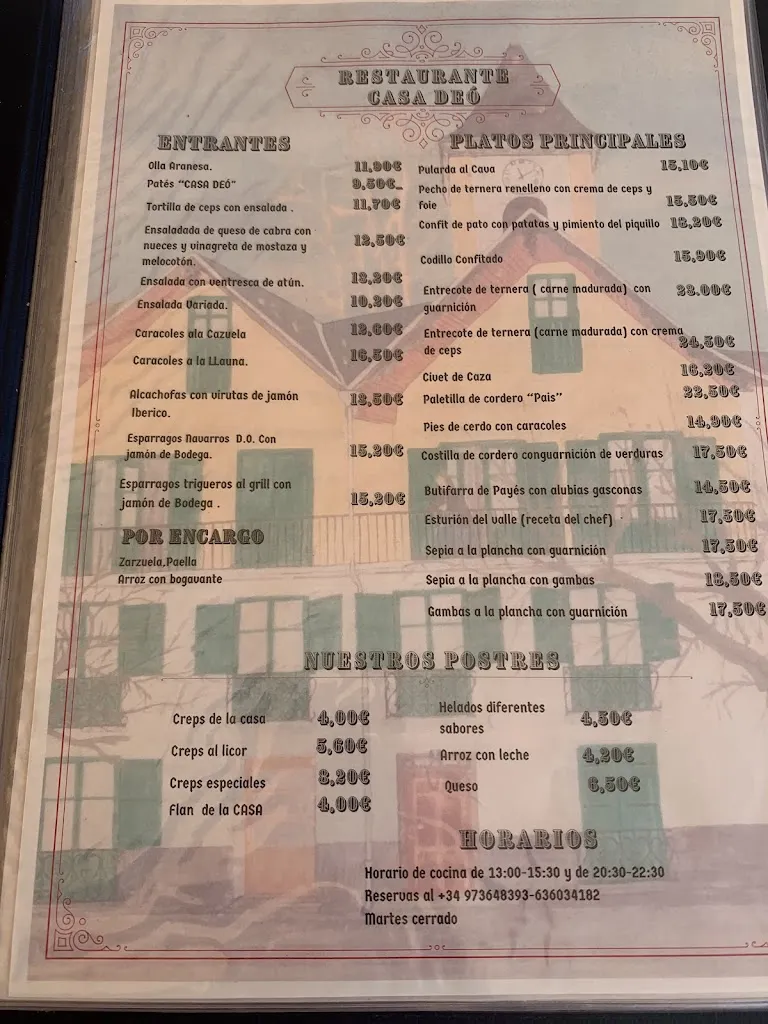 RESTAURANTE
CASA DEÓ
ENTRANTES
Olla Aranesa. 11,90€
Patés “CASA DEÓ” 9,50€
Tortilla de ceps con ensalada . 11,70€
Ensaladada de queso de cabra con
nueces y vinagreta de mostaza y 12,50€
melocotón.
Ensalada con ventresca de atún. 13,20€
Ensalada Variada. 10,20€
Caracoles ala Cazuela 12,60€
Caracoles a la LLauna. 16,50€
Alcachofas con virutas de jamón 13,50€
Iberico.
Esparragos Navarros D.O. Con 15,20€
jamón de Bodega.
Esparragos trigueros al grill con
jamón de Bodega . 15,20€
POR ENCARGO
Zarzuela,Paella
Arroz con bogavante
PLATOS PRINCIPALES
Pularda al Cava 15,10€
Pecho de ternera renelleno con crema de ceps y
foie 15,50€
Confit de pato con patatas y pimiento del piquillo 18,20€
Codillo Confitado 15,90€
Entrecote de ternera ( carne madurada) con 23.00€
guarnición
Entrecote de ternera (carne madurada) con crema
de ceps 24,50€
Civet de Caza 16,20€
Paletilla de cordero “Pais” 22,50€
Pies de cerdo con caracoles 14,90€
Costilla de cordero conguarnición de verduras 17,50€
Butifarra de Payés con alubias gasconas 14,50€
Esturión del valle (receta del chef) 17,50€
Sepia a la plancha con guarnición 17,50€
Sepia a la plancha con gambas 18,50€
Gambas a la plancha con guarnición 17,50€
NUESTROS POSTRES
Creps de la casa 4,00€
Creps al licor 5,60€
Creps especiales 8,20€
Flan de la CASA 4,00€
Helados diferentes
sabores 4,50€
Arroz con leche 4,20€
Queso 6,50€
HORARIOS
Horario de cocina de 13:00-15:30 y de 20:30-22:30
Reservas al +34 973648393-636034182
Martes cerrado